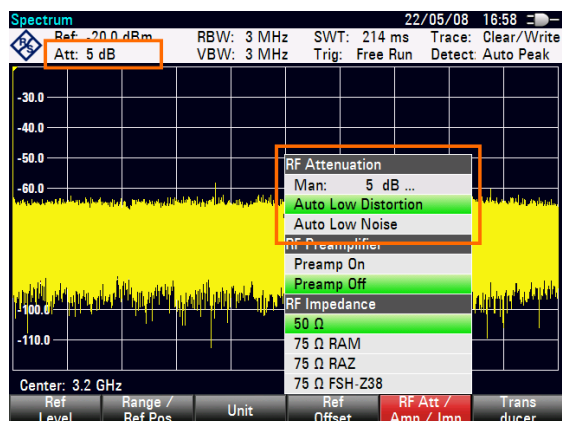 Spectrum 22/05/08 16:58
Ref: -20.0 dBm RBW: 3 MHz SWT: 214 ms Trace: Clear/Write
Att: 5 dB VBW: 3 MHz Trig: Free Run Detect: Auto Peak
-30.0
-40.0
-50.0
-60.0
-100.0
-110.0
RF Attenuation
Man: 5 dB ...
Auto Low Distortion
Auto Low Noise
RF Preamplifier
Preamp On
Preamp Off
RF Impedance
50 Ω
75 Ω RAM
75 Ω RAZ
75 Ω FSH-Z38
Center: 3.2 GHz
Ref Level
Range / Ref Pos
Unit
Ref Offset
RF Att / Amp / Imp
Trans ducer